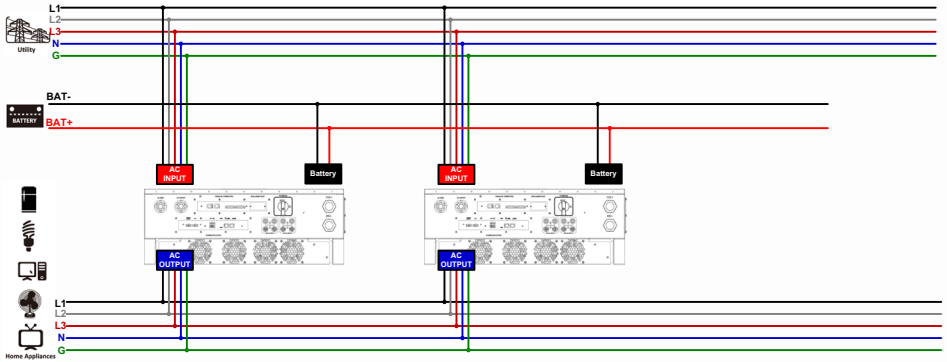 L1
L2
L3
N
G
Utility
BAT-
BATTERY
BAT+
AC
INPUT
Battery
AC
INPUT
Battery
AC
OUTPUT
AC
OUTPUT
L1
L2
L3
N
G
Home Appliances